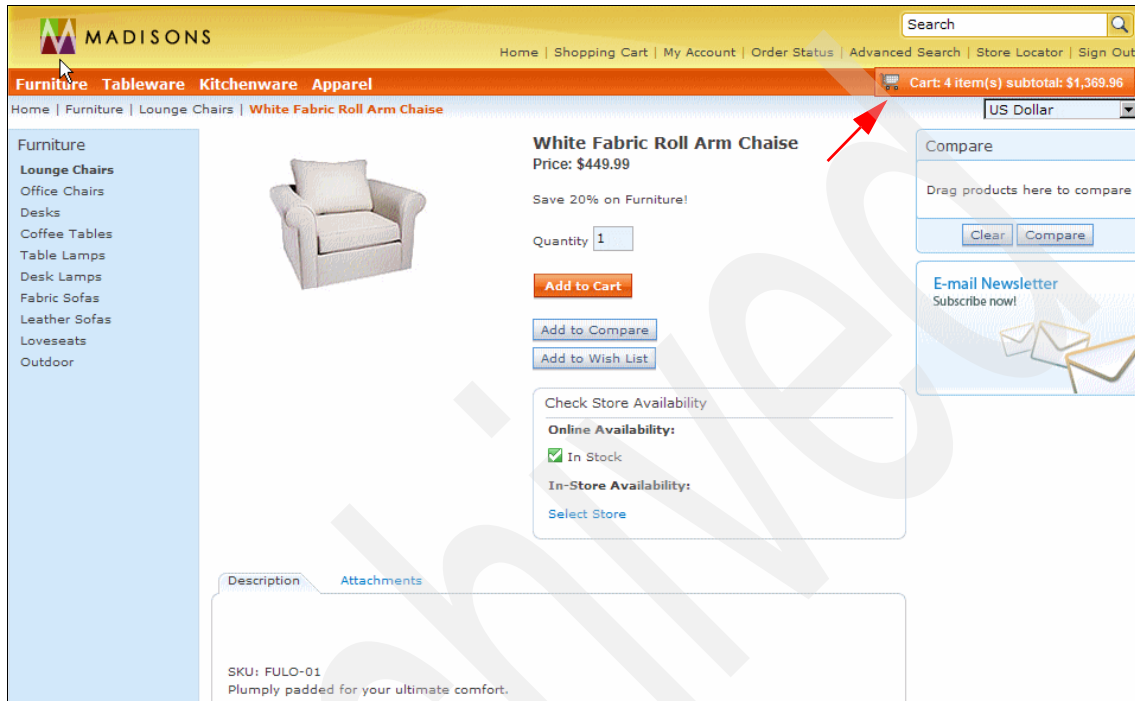 MADISONS
Search
Home | Shopping Cart | My Account | Order Status | Advanced Search | Store Locator | Sign Out
Furniture Tableware Kitchenware Apparel
Cart: 4 item(s) subtotal: $1,369.96
Home | Furniture | Lounge Chairs | White Fabric Roll Arm Chaise
US Dollar
Furniture
Lounge Chairs
Office Chairs
Desks
Coffee Tables
Table Lamps
Desk Lamps
Fabric Sofas
Leather Sofas
Loveseats
Outdoor
White Fabric Roll Arm Chaise
Price: $449.99
Save 20% on Furniture!
Quantity 1
Add to Cart
Add to Compare
Add to Wish List
Check Store Availability
Online Availability:
In Stock
In-Store Availability:
Select Store
Compare
Drag products here to compare
Clear Compare
E-mail Newsletter
Subscribe now!
Description Attachments
SKU: FULO-01
Plumply padded for your ultimate comfort.
hived